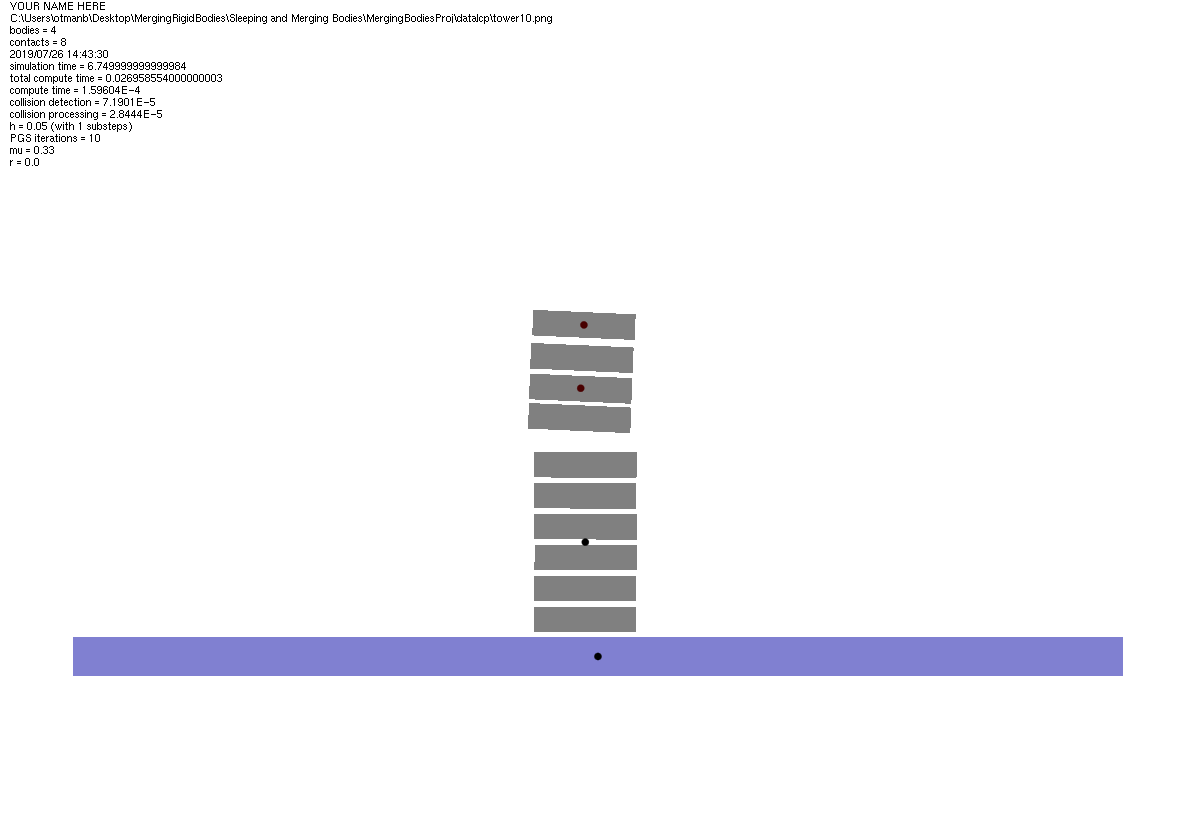 YOUR NAME HERE
C:\Users\otmanb\Desktop\MergingRigidBodies\Sleeping and Merging Bodies\MergingBodiesProj\datalcp\tower10.png
bodies = 4
contacts = 8
2019/07/26 14:43:30
simulation time = 6.749999999999984
total compute time = 0.026958554000000003
compute time = 1.59604E-4
collision detection = 7.1901E-5
collision processing = 2.8444E-5
h = 0.05 (with 1 substeps)
PGS iterations = 10
mu = 0.33
r = 0.0